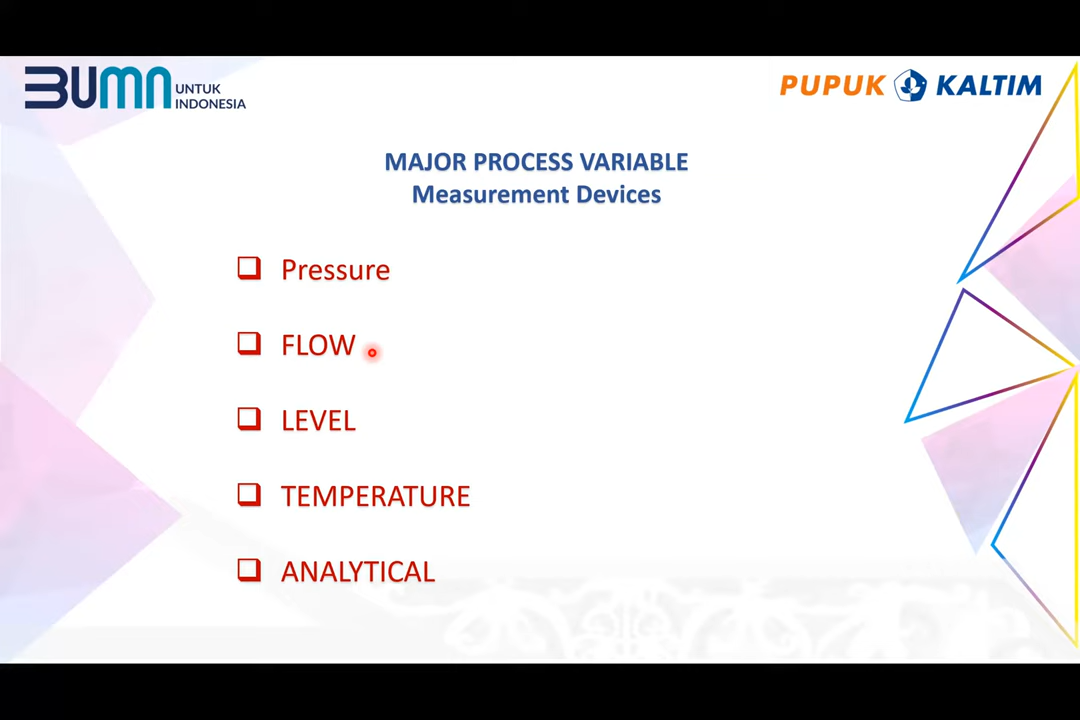 BUMN UNTUK
INDONESIA
PUPUK KALTIM
MAJOR PROCESS VARIABLE
Measurement Devices
Pressure
FLOW
LEVEL
TEMPERATURE
ANALYTICAL